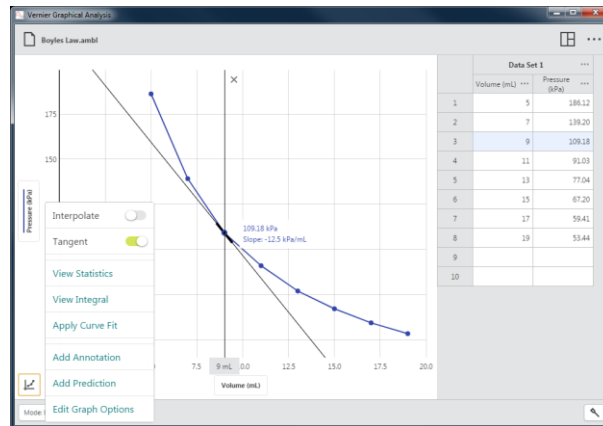 Vernier Graphical Analysis
Boyles Law.ambl
175
150
Pressure (kPa)
109.18 kPa
Slope: -12.5 kPa/mL
7.5 9 mL 10.0 12.5 15.0 17.5 20.0
Volume (mL)
Interpolate
Tangent
View Statistics
View Integral
Apply Curve Fit
Add Annotation
Add Prediction
Edit Graph Options
Mode:
Data Set 1
Volume (mL) Pressure (kPa)
1 5 186.12
2 7 139.20
3 9 109.18
4 11 91.03
5 13 77.04
6 15 67.20
7 17 59.41
8 19 53.44
9
10